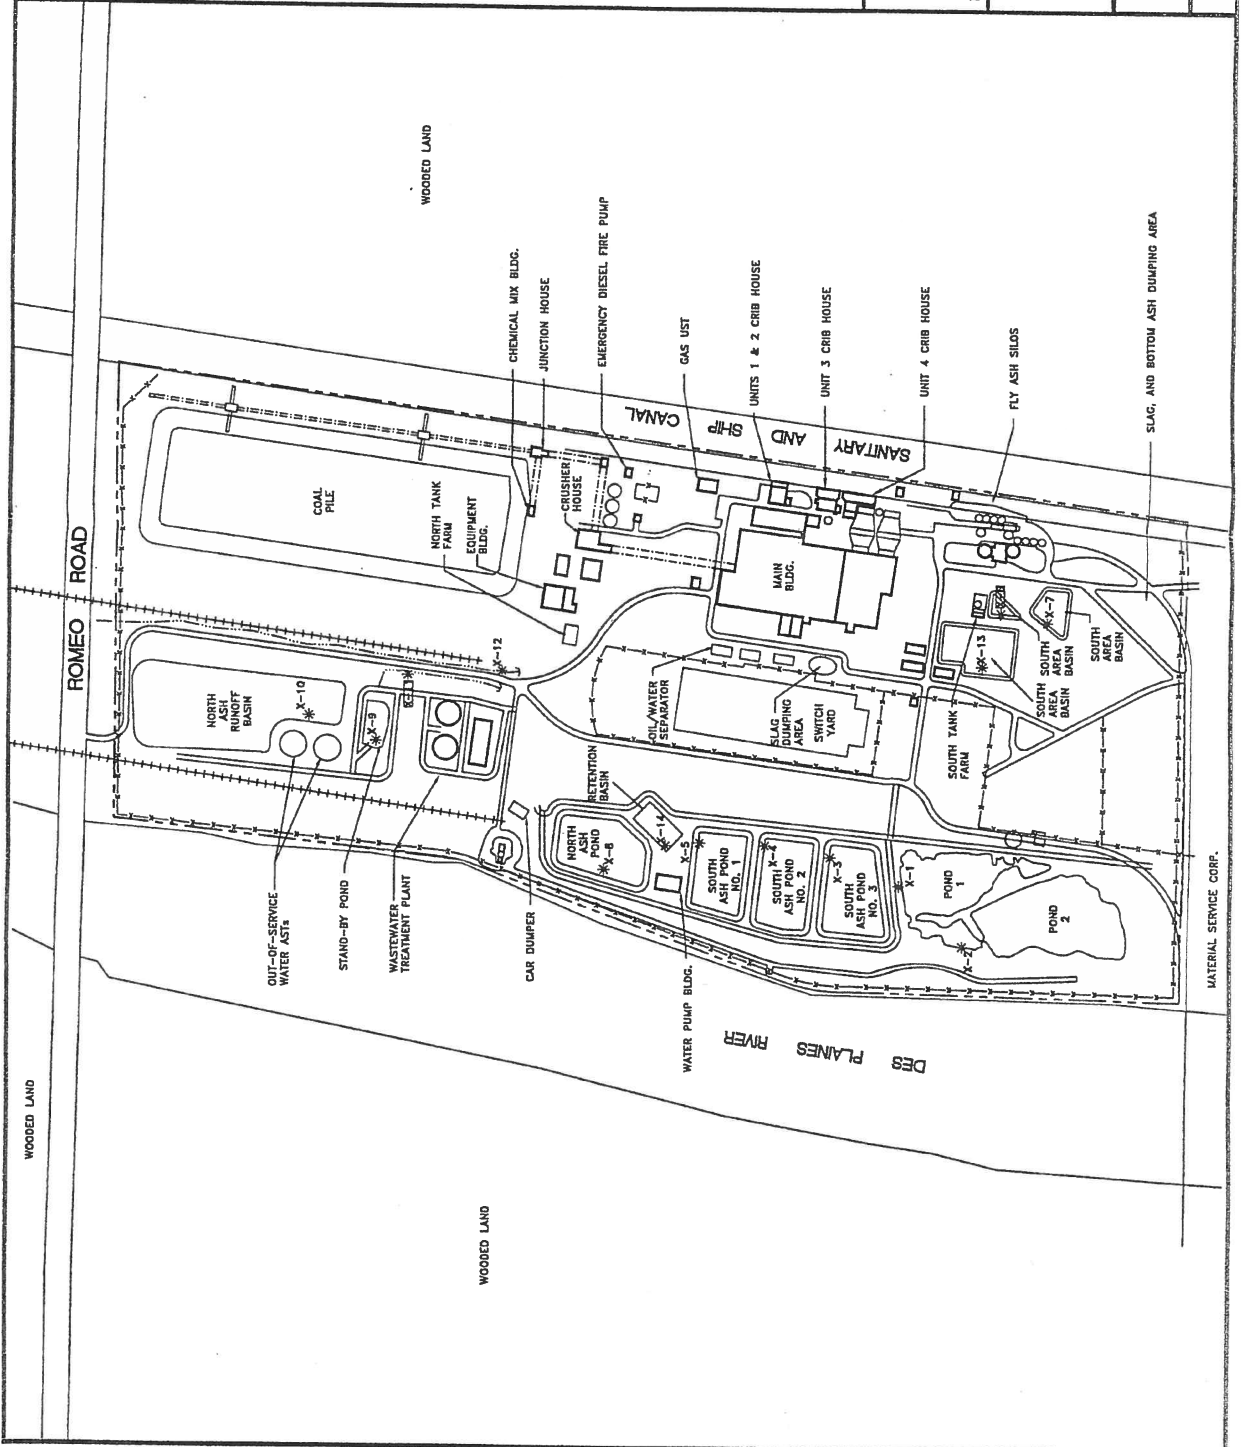 WOODED LAND
WOODED LAND
WOODED LAND
ROMEO ROAD
COAL
PILE
NORTH TANK
FARM
EQUIPMENT
BLDG.
CRUSHER
HOUSE
CHEMICAL MIX BLDG.
JUNCTION HOUSE
EMERGENCY DIESEL FIRE PUMP
GAS UST
UNITS 1 & 2 CRIB HOUSE
UNIT 3 CRIB HOUSE
UNIT 4 CRIB HOUSE
FLY ASH SILOS
SLAG, AND BOTTOM ASH DUMPING AREA
SANITARY AND SHIP CANAL
MAIN
BLDG.
NORTH
ASH
RUNOFF
BASIN
X-10
X-9
X-11
X-12
OUT-OF-SERVICE
WATER ASTs
STAND-BY POND
WASTEWATER
TREATMENT PLANT
CAR DUMPER
WATER PUMP BLDG.
RETENTION
BASIN
OIL/WATER
SEPARATOR
SLAG
DUMPING
AREA
SWITCH
YARD
SOUTH TANK
FARM
SOUTH
AREA
BASIN
SOUTH
AREA
BASIN
SOUTH
AREA
BASIN
X-13
X-7
NORTH
ASH
POND
X-6
X-14
X-5
SOUTH
ASH POND
NO. 1
SOUTH
ASH POND
NO. 2
X-4
SOUTH
ASH POND
NO. 3
X-3
X-1
POND
1
X-2
POND
2
DES PLAINES RIVER
MATERIAL SERVICE CORP.